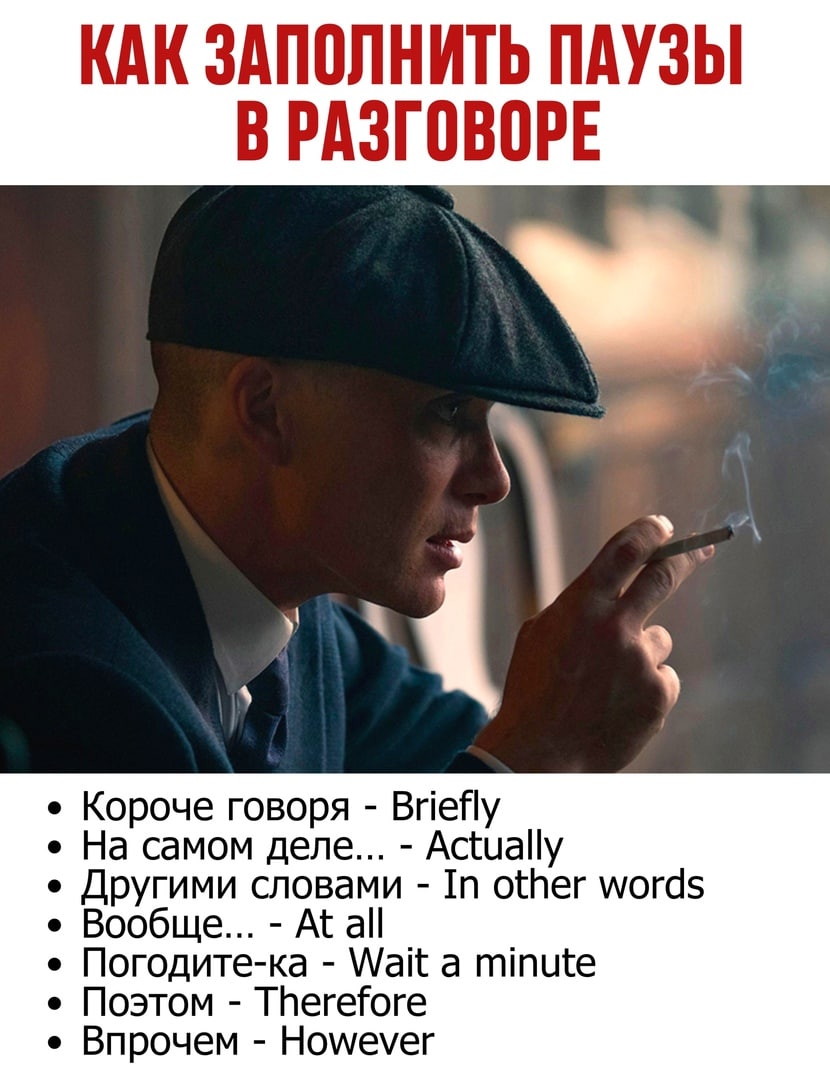 КАК ЗАПОЛНИТЬ ПАУЗЫ
В РАЗГОВОРЕ
• Короче говоря - Briefly
• На самом деле... - Actually
• Другими словами - In other words
• Вообще... - At all
• Погодите-ка - Wait a minute
• Поэтом - Therefore
• Впрочем - However